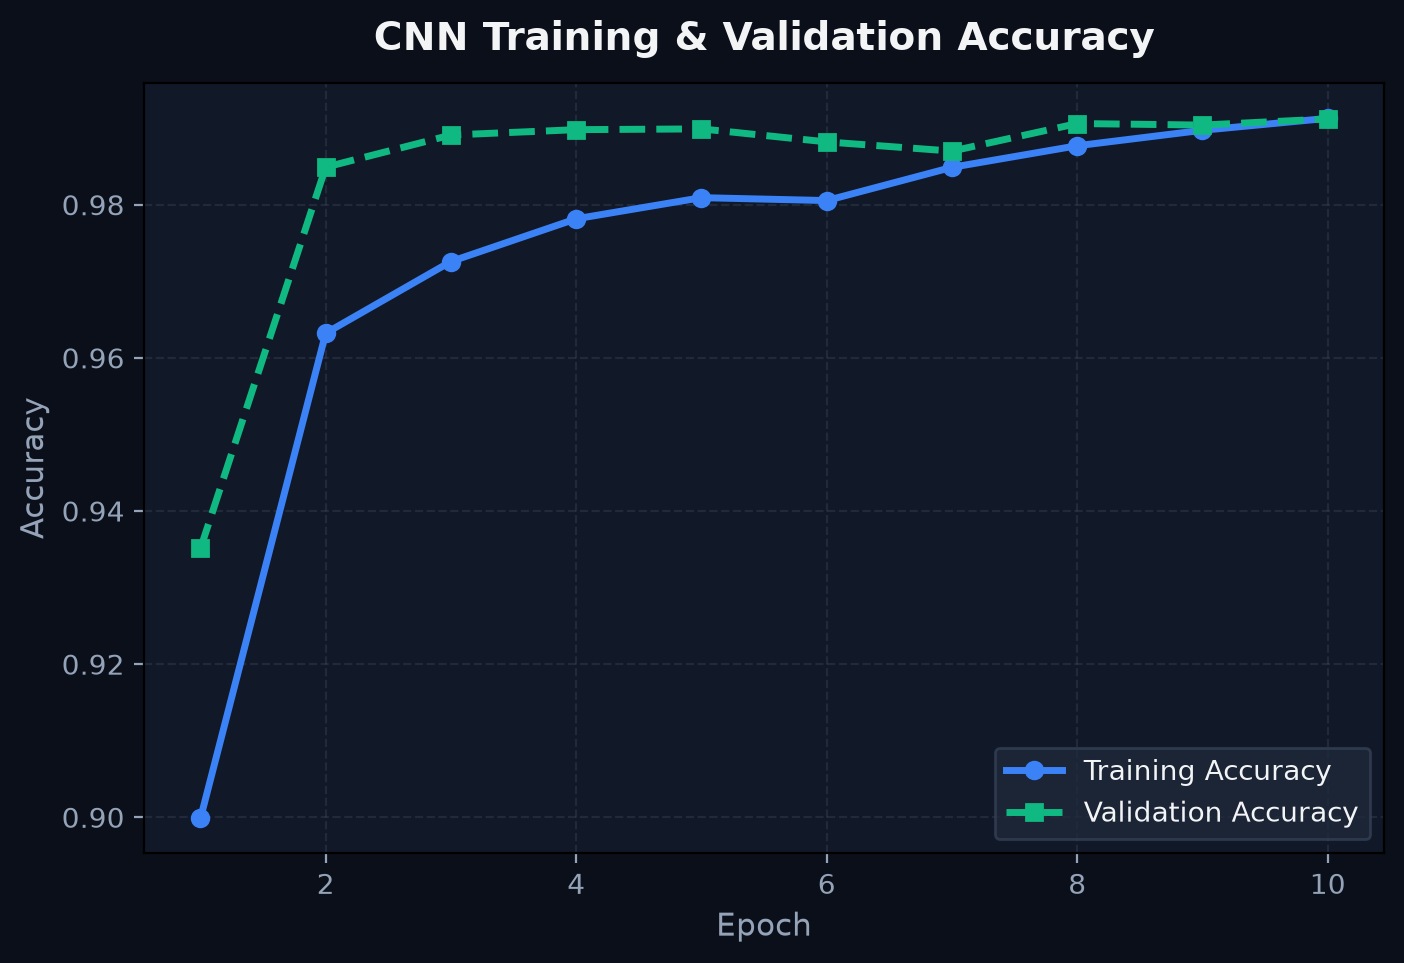 CNN Training & Validation Accuracy
0.98
0.96
0.94
0.92
0.90
Accuracy
2 4 6 8 10
Epoch
Training Accuracy
Validation Accuracy